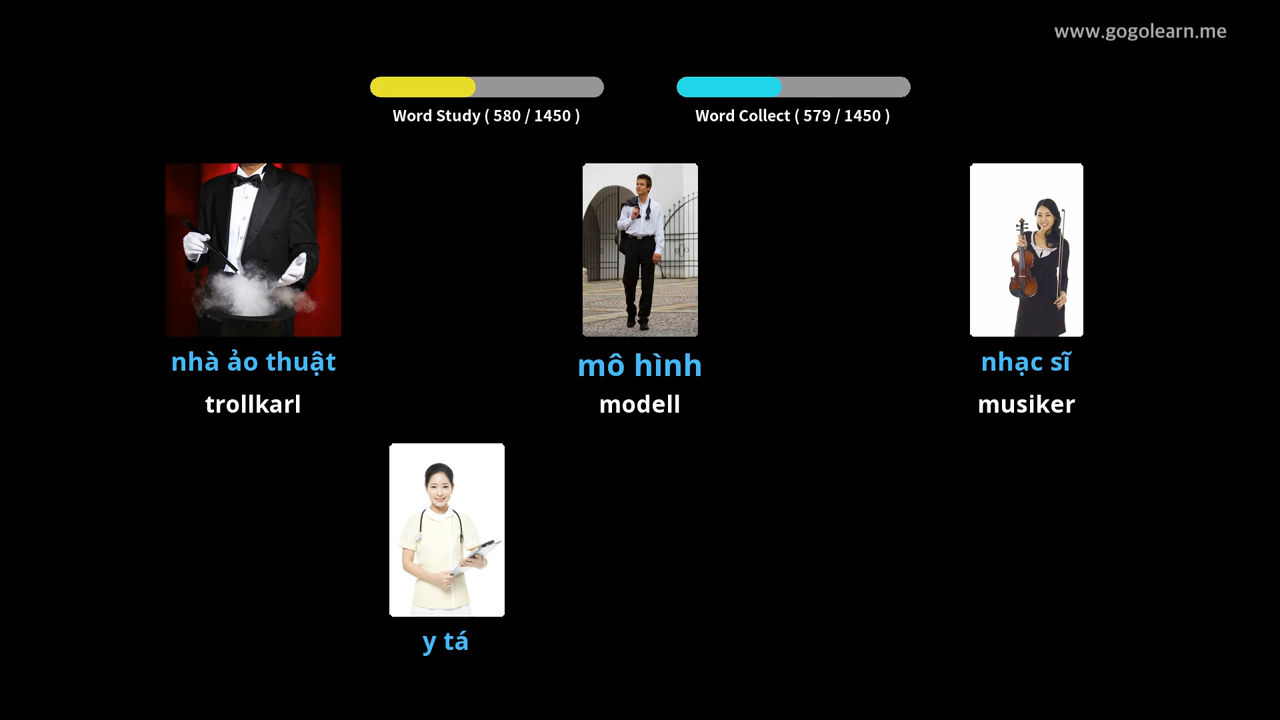 www.gogolearn.me
Word Study ( 580 / 1450 )
Word Collect ( 579 / 1450 )
nhà ảo thuật
mô hình
nhạc sĩ
trollkarl
modell
musiker
y tá